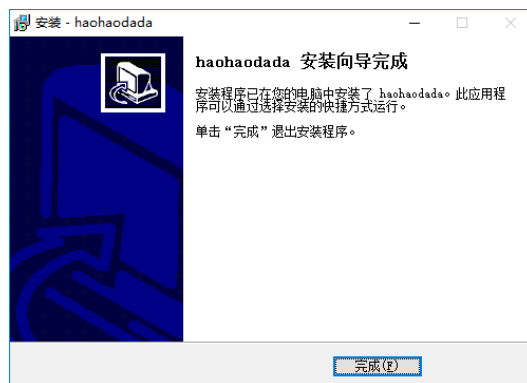 安装 - haohaodada
haohaodada 安装向导完成
安装程序已在您的电脑中安装了 haohaodada。此应用程
序可以通过选择安装的快捷方式运行。
单击“完成”退出安装程序。
完成(F)